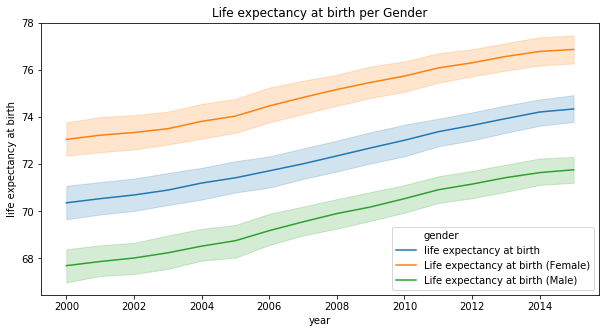 Life expectancy at birth per Gender
life expectancy at birth
78
76
74
72
70
68
gender
life expectancy at birth
Life expectancy at birth (Female)
Life expectancy at birth (Male)
2000
2002
2004
2006
2008
2010
2012
2014
year